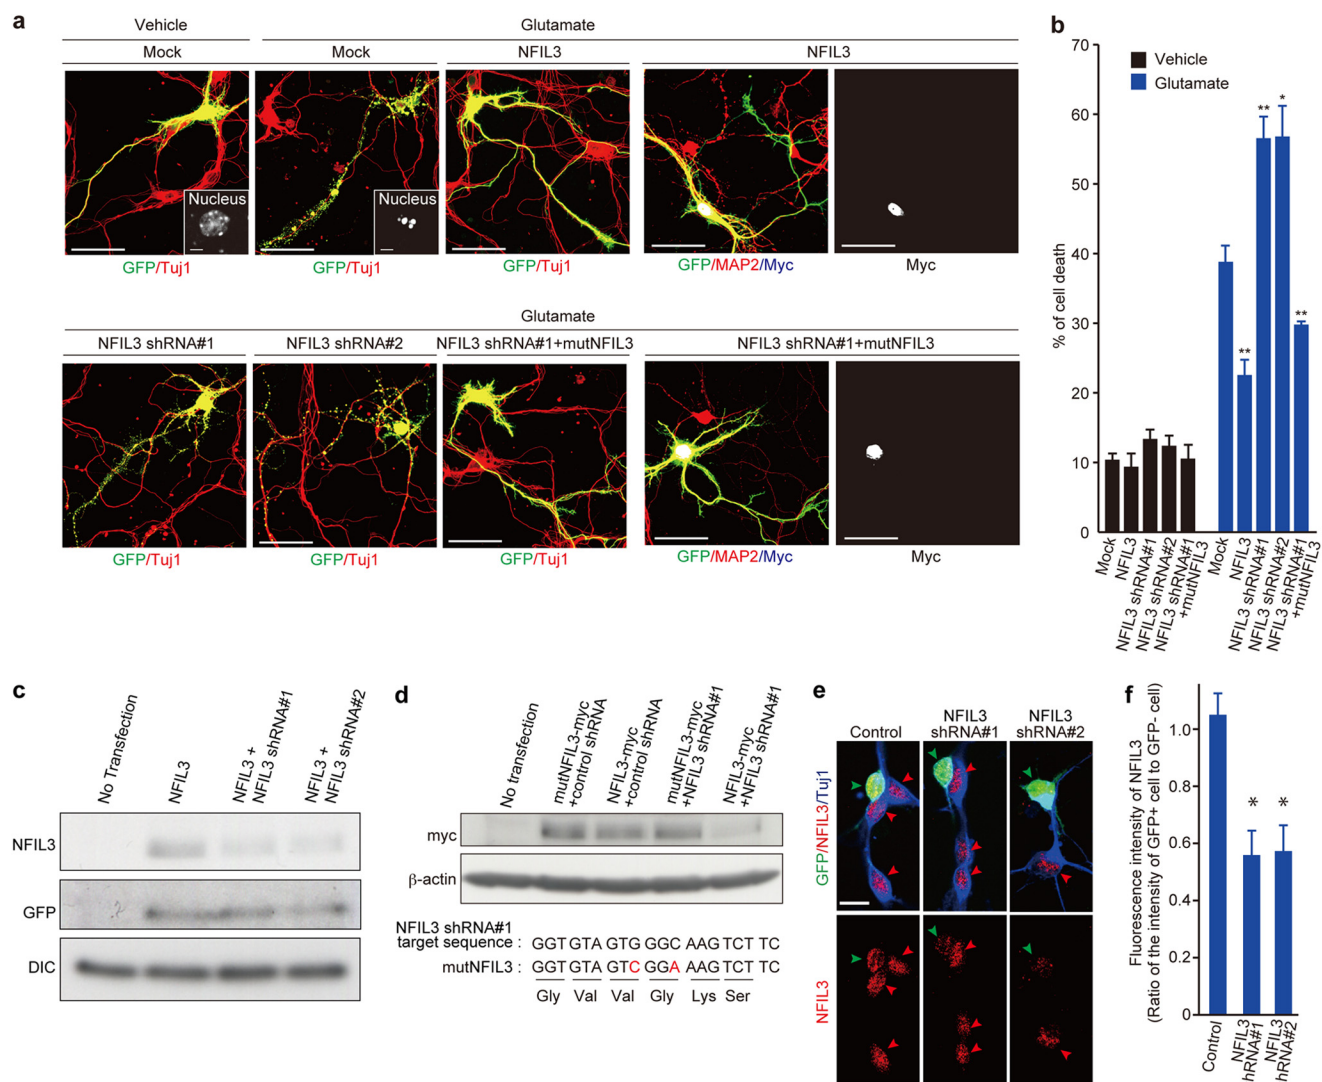 a
Vehicle
Glutamate
Mock
Mock
NFIL3
NFIL3
Nucleus
Nucleus
GFP/Tuj1
GFP/Tuj1
GFP/Tuj1
GFP/MAP2/Myc
Myc
Glutamate
NFIL3 shRNA#1
NFIL3 shRNA#2
NFIL3 shRNA#1+mutNFIL3
NFIL3 shRNA#1+mutNFIL3
GFP/Tuj1
GFP/Tuj1
GFP/Tuj1
GFP/MAP2/Myc
Myc
b
70
60
50
40
30
20
10
0
% of cell death
Vehicle
Glutamate
**
**
*
**
Mock
NFIL3
NFIL3 shRNA#1
NFIL3 shRNA#2
NFIL3 shRNA#1
+mutNFIL3
Mock
NFIL3
NFIL3 shRNA#1
NFIL3 shRNA#2
NFIL3 shRNA#1
+mutNFIL3
c
No Transfection
NFIL3
NFIL3 +
NFIL3 shRNA#1
NFIL3 +
NFIL3 shRNA#2
NFIL3
GFP
DIC
d
No transfection
mutNFIL3-myc
+control shRNA
NFIL3-myc
+control shRNA
mutNFIL3-myc
+NFIL3 shRNA#1
NFIL3-myc
+NFIL3 shRNA#1
myc
β-actin
NFIL3 shRNA#1
target sequence : GGT GTA GTG GGC AAG TCT TC
mutNFIL3 : GGT GTA GTC GGA AAG TCT TC
Gly Val Val Gly Lys Ser
e
Control
NFIL3
shRNA#1
NFIL3
shRNA#2
GFP/NFIL3/Tuj1
NFIL3
f
Fluorescence intensity of NFIL3
(Ratio of the intensity of GFP+ cell to GFP- cell)
1.0
0.8
0.6
0.4
0.2
0
*
*
Control
NFIL3
hRNA#1
NFIL3
hRNA#2